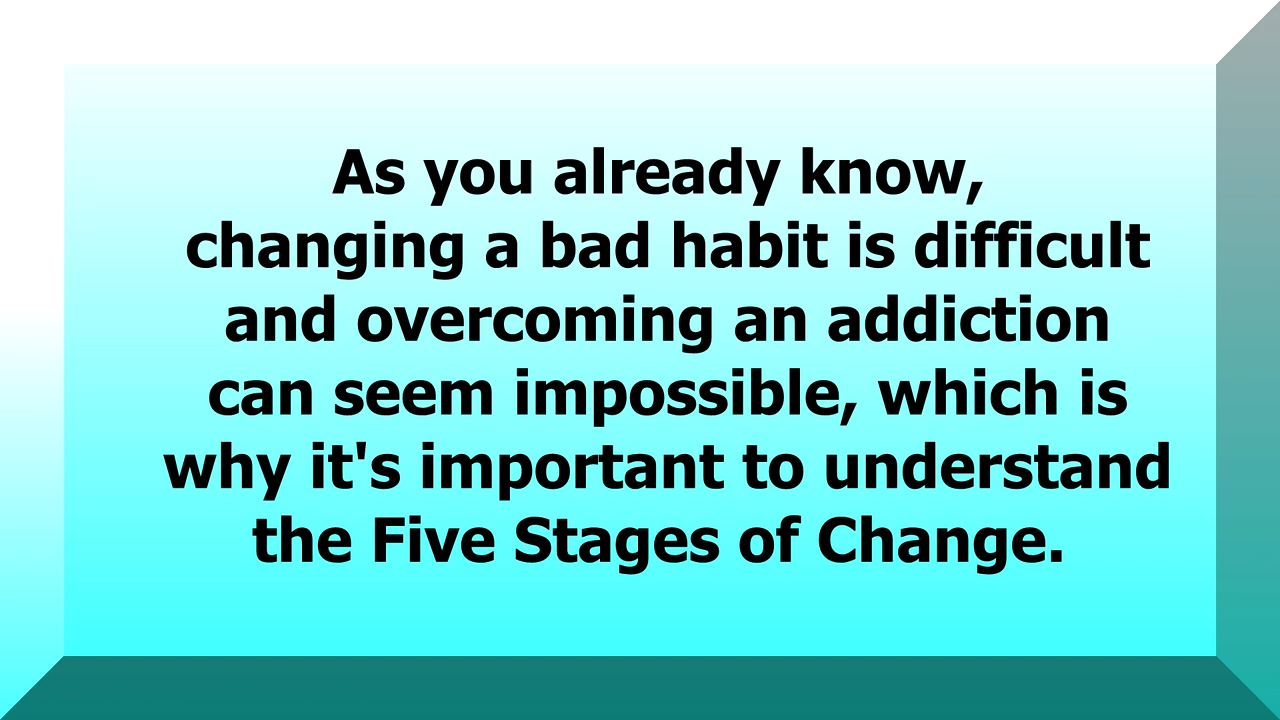 As you already know,
changing a bad habit is difficult
and overcoming an addiction
can seem impossible, which is
why it's important to understand
the Five Stages of Change.